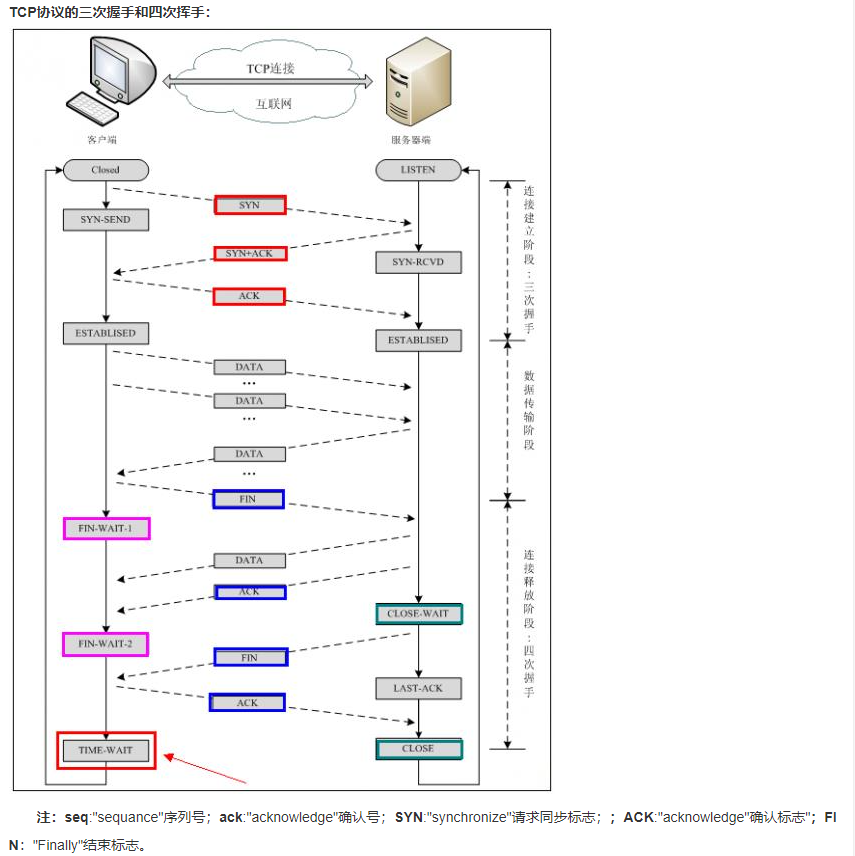 TCP协议的三次握手和四次挥手：
TCP连接
互联网
客户端
服务器端
Closed
LISTEN
SYN
SYN-SEND
SYN+ACK
SYN-RCVD
ACK
连接建立阶段：三次握手
ESTABLISED
ESTABLISED
DATA
...
DATA
...
数据传输阶段
DATA
...
FIN
FIN-WAIT-1
DATA
ACK
CLOSE-WAIT
FIN-WAIT-2
FIN
连接释放阶段：四次握手
LAST-ACK
ACK
TIME-WAIT
CLOSE
注：seq:"sequance"序列号；ack:"acknowledge"确认号；SYN:"synchronize"请求同步标志；；ACK:"acknowledge"确认标志"；FI
N："Finally"结束标志。